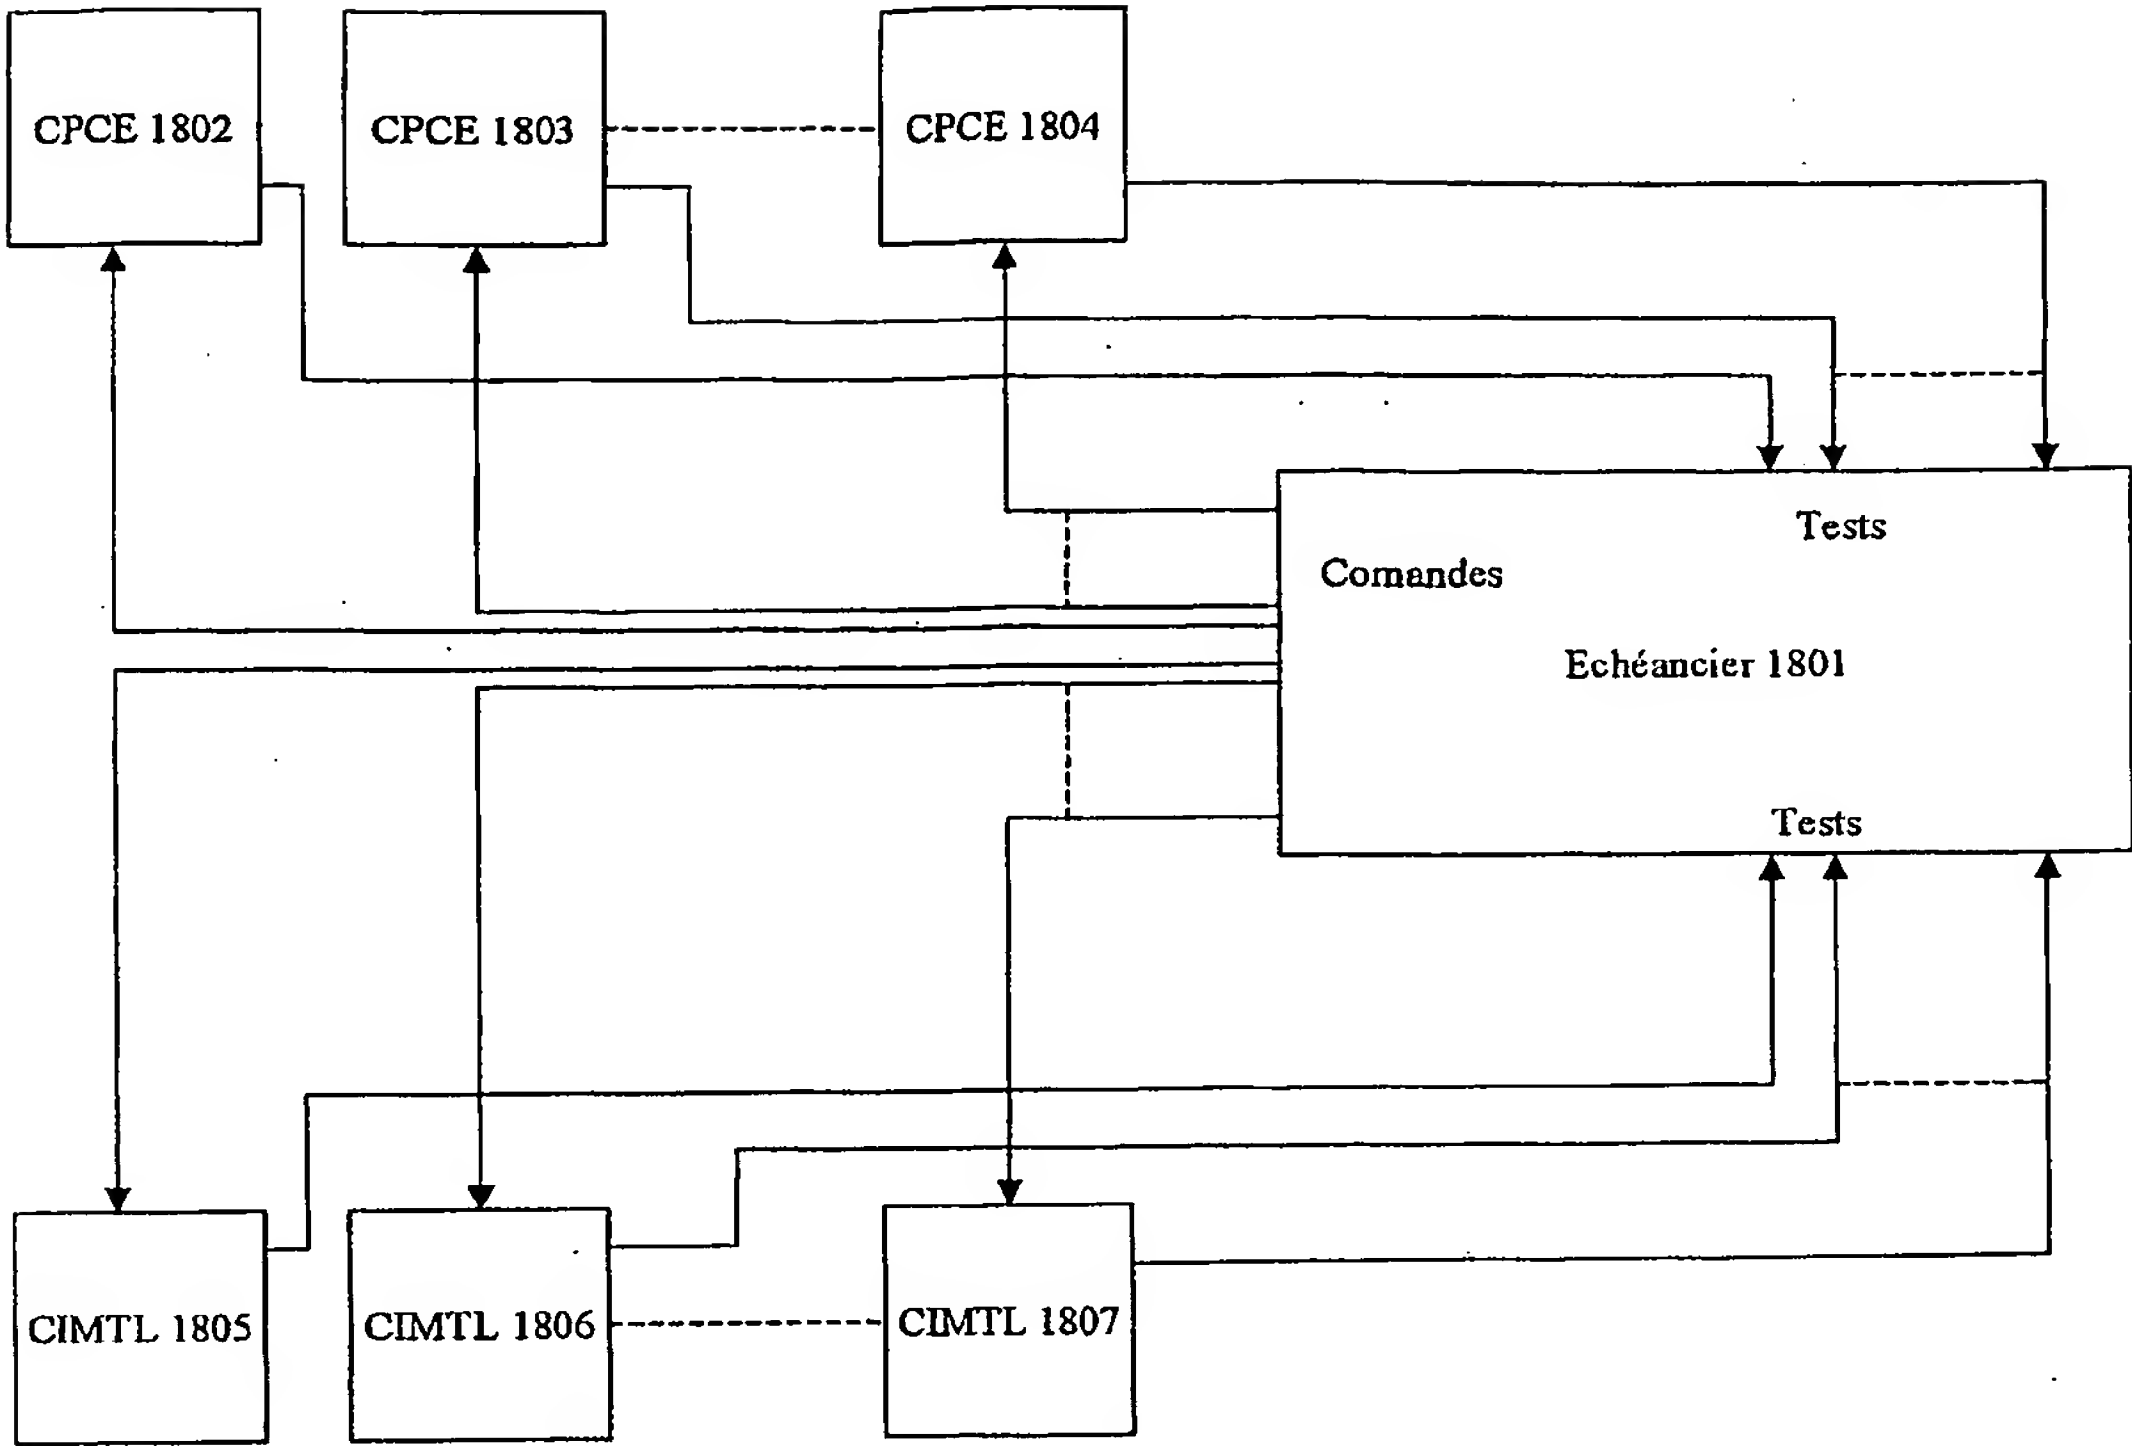 CPCE 1802
CPCE 1803
CPCE 1804
Tests
Comandes
Echéancier 1801
Tests
CIMTL 1805
CIMTL 1806
CIMTL 1807